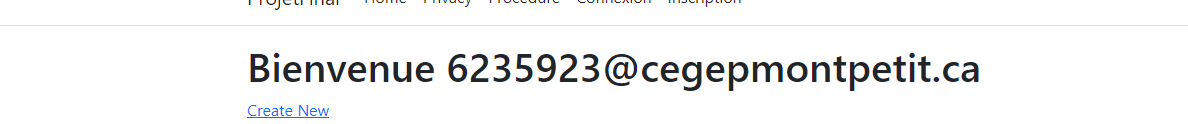 ProjetFinal Home Privacy Procedure Connexion Inscription
Bienvenue 6235923@cegepmontpetit.ca
Create New